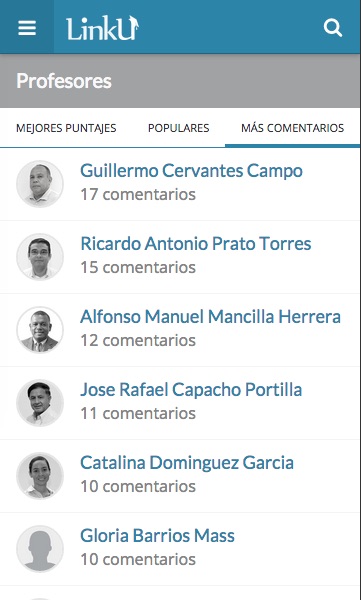 LinkU
Profesores
MEJORES PUNTAJES POPULARES MÁS COMENTARIOS
Guillermo Cervantes Campo
17 comentarios
Ricardo Antonio Prato Torres
15 comentarios
Alfonso Manuel Mancilla Herrera
12 comentarios
Jose Rafael Capacho Portilla
11 comentarios
Catalina Dominguez Garcia
10 comentarios
Gloria Barrios Mass
10 comentarios